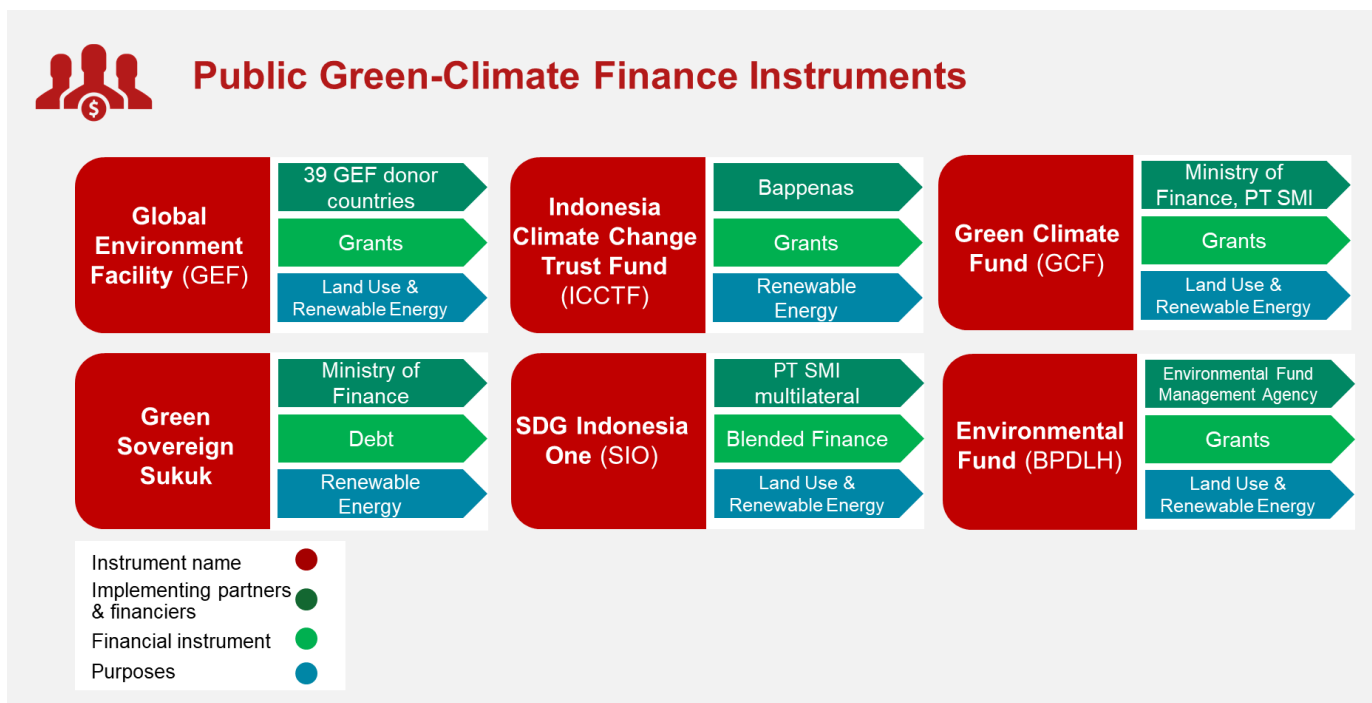 $
Public Green-Climate Finance Instruments
Global
Environment
Facility (GEF)
39 GEF donor
countries
Grants
Land Use &
Renewable Energy
Indonesia
Climate Change
Trust Fund
(ICCTF)
Bappenas
Grants
Renewable
Energy
Green Climate
Fund (GCF)
Ministry of
Finance, PT SMI
Grants
Land Use &
Renewable Energy
Green
Sovereign
Sukuk
Ministry of
Finance
Debt
Renewable
Energy
SDG Indonesia
One (SIO)
PT SMI
multilateral
Blended Finance
Land Use &
Renewable Energy
Environmental
Fund (BPDLH)
Environmental Fund
Management Agency
Grants
Land Use &
Renewable Energy
Instrument name
Implementing partners
& financiers
Financial instrument
Purposes